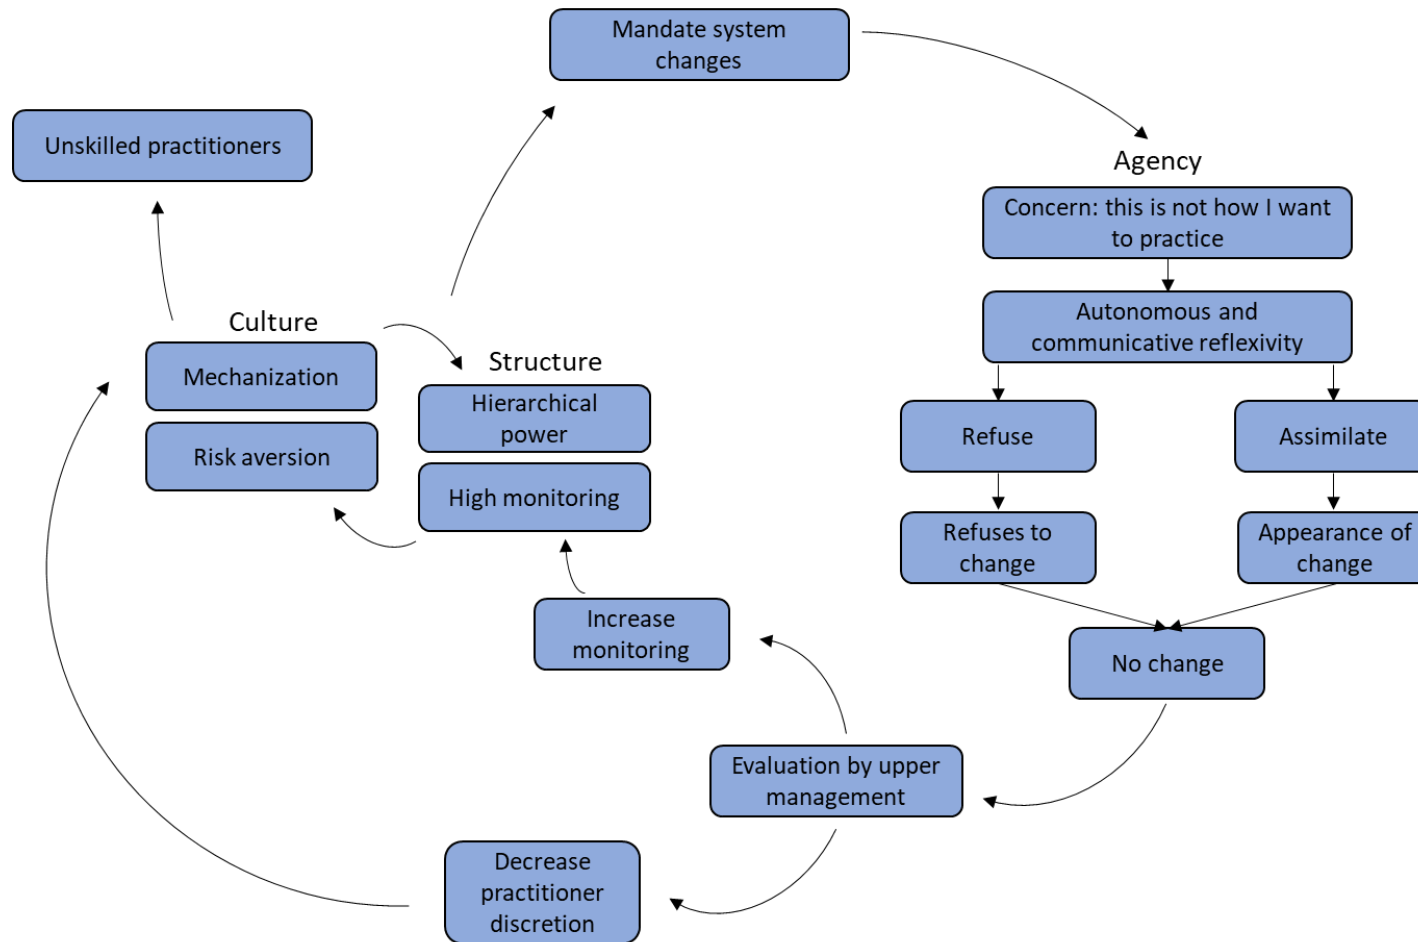 Mandate system
changes
Unskilled practitioners
Agency
Concern: this is not how I want
to practice
Autonomous and
communicative reflexivity
Culture
Mechanization
Risk aversion
Structure
Hierarchical
power
High monitoring
Refuse
Assimilate
Refuses to
change
Appearance of
change
Increase
monitoring
No change
Evaluation by upper
management
Decrease
practitioner
discretion